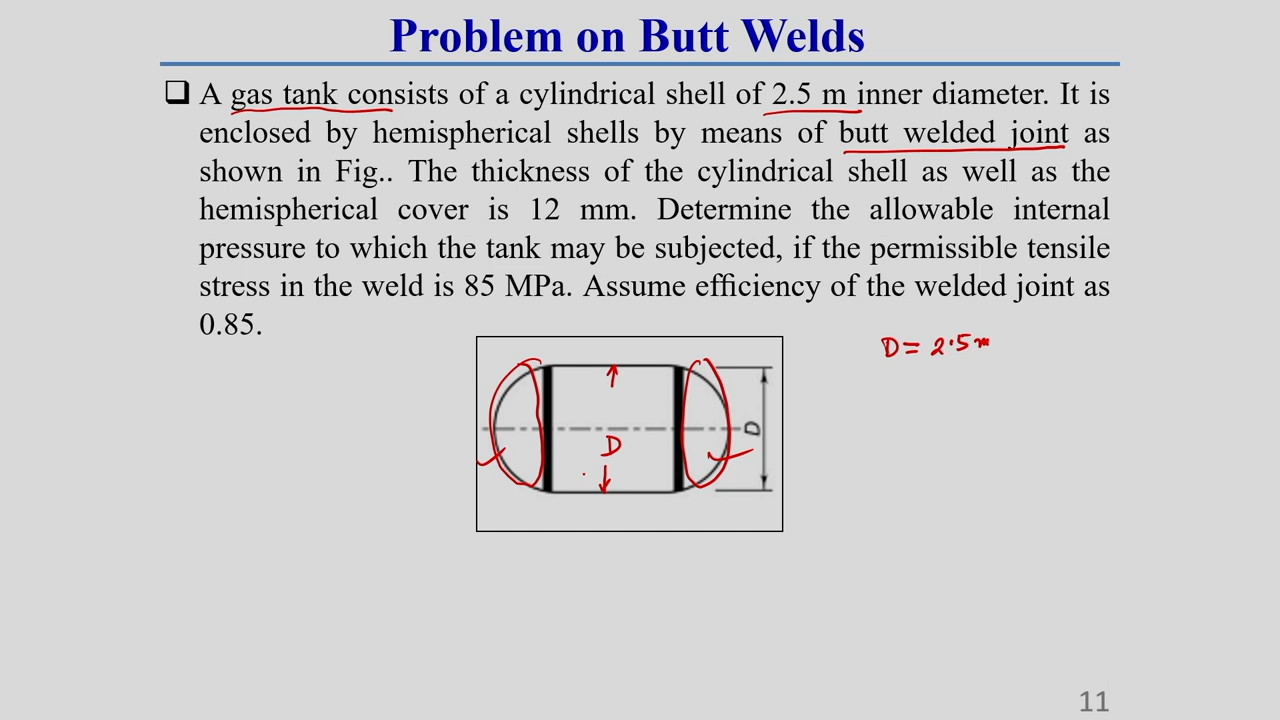 Problem on Butt Welds
❑ A gas tank consists of a cylindrical shell of 2.5 m inner diameter. It is
enclosed by hemispherical shells by means of butt welded joint as
shown in Fig.. The thickness of the cylindrical shell as well as the
hemispherical cover is 12 mm. Determine the allowable internal
pressure to which the tank may be subjected, if the permissible tensile
stress in the weld is 85 MPa. Assume efficiency of the welded joint as
0.85.
D = 2.5 m
D
D
11